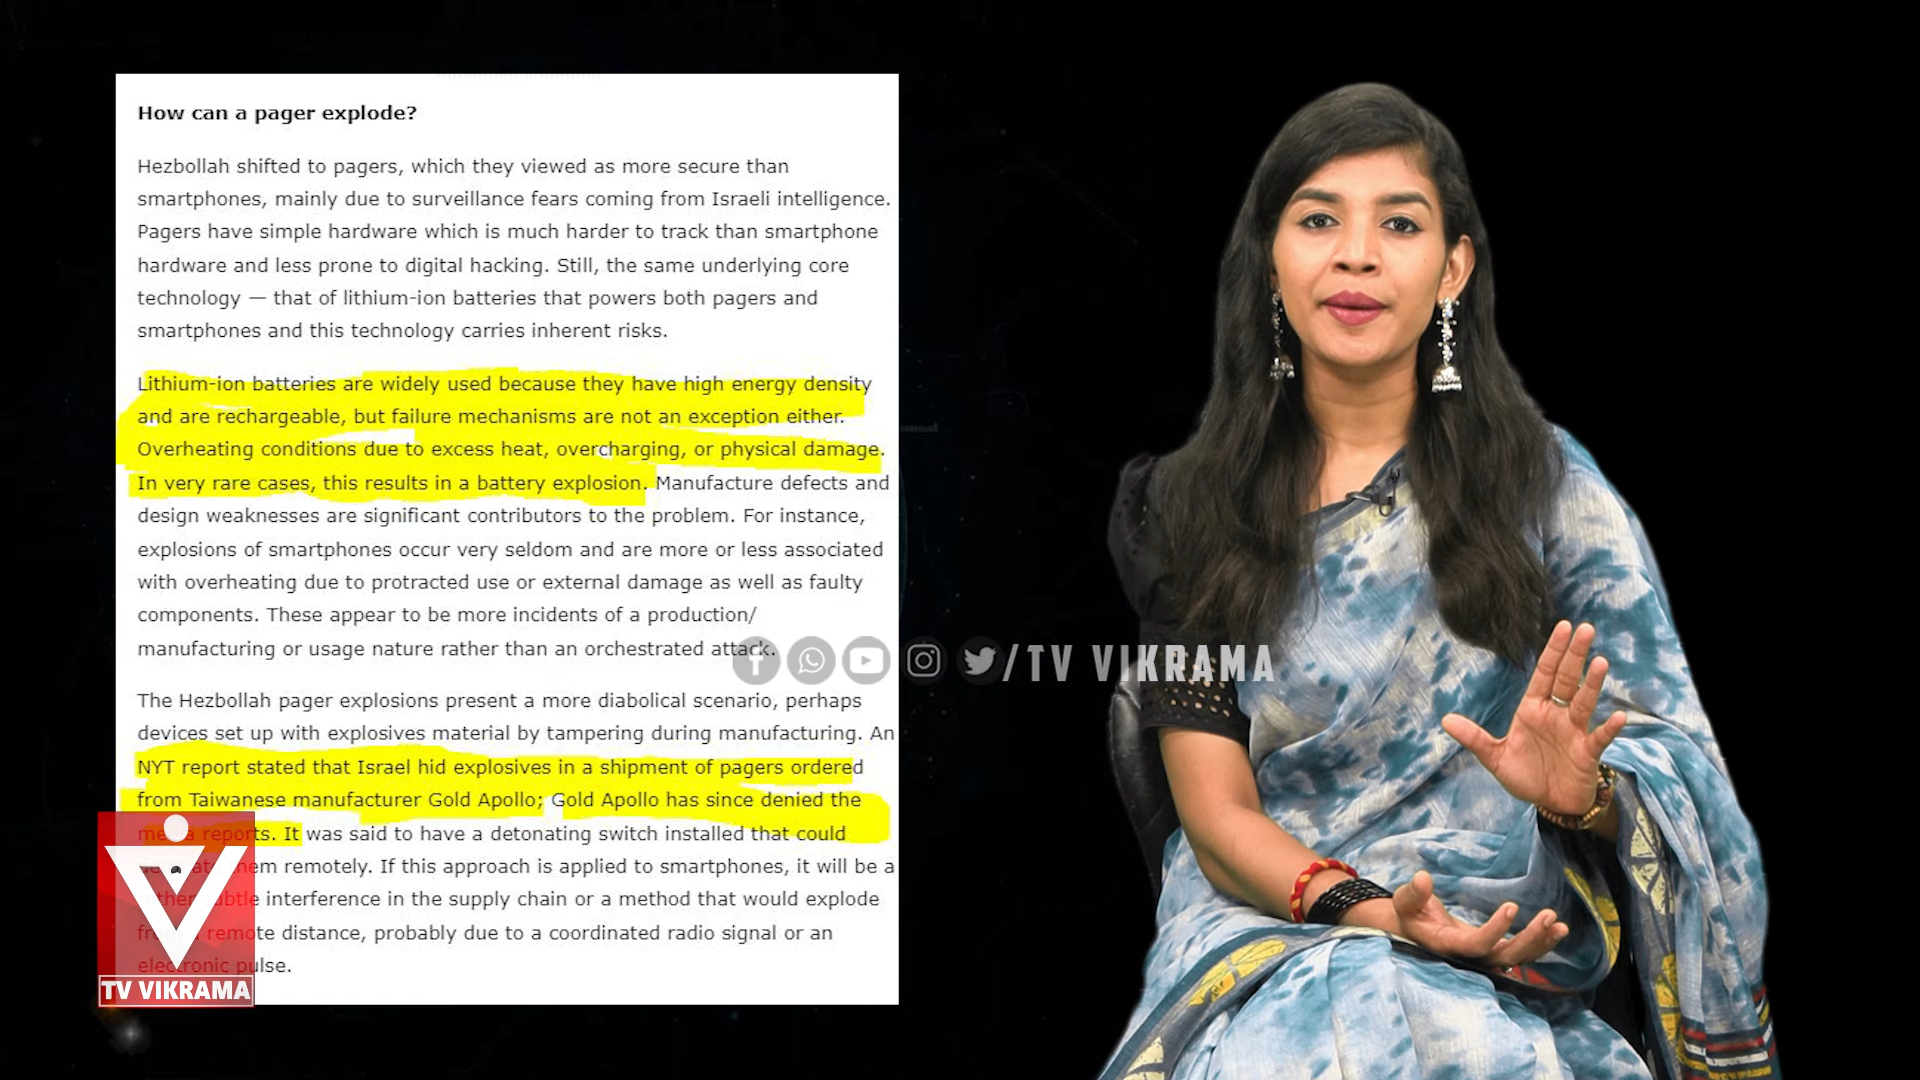 How can a pager explode?
Hezbollah shifted to pagers, which they viewed as more secure than
smartphones, mainly due to surveillance fears coming from Israeli intelligence.
Pagers have simple hardware which is much harder to track than smartphone
hardware and less prone to digital hacking. Still, the same underlying core
technology — that of lithium-ion batteries that powers both pagers and
smartphones and this technology carries inherent risks.
Lithium-ion batteries are widely used because they have high energy density
and are rechargeable, but failure mechanisms are not an exception either.
Overheating conditions due to excess heat, overcharging, or physical damage.
In very rare cases, this results in a battery explosion. Manufacture defects and
design weaknesses are significant contributors to the problem. For instance,
explosions of smartphones occur very seldom and are more or less associated
with overheating due to protracted use or external damage as well as faulty
components. These appear to be more incidents of a production/
manufacturing or usage nature rather than an orchestrated attack.
/TV VIKRAMA
The Hezbollah pager explosions present a more diabolical scenario, perhaps
devices set up with explosives material by tampering during manufacturing. An
NYT report stated that Israel hid explosives in a shipment of pagers ordered
from Taiwanese manufacturer Gold Apollo; Gold Apollo has since denied the
media reports. It was said to have a detonating switch installed that could
them remotely. If this approach is applied to smartphones, it will be a
subtle interference in the supply chain or a method that would explode
remote distance, probably due to a coordinated radio signal or an
electronic pulse.
TV VIKRAMA